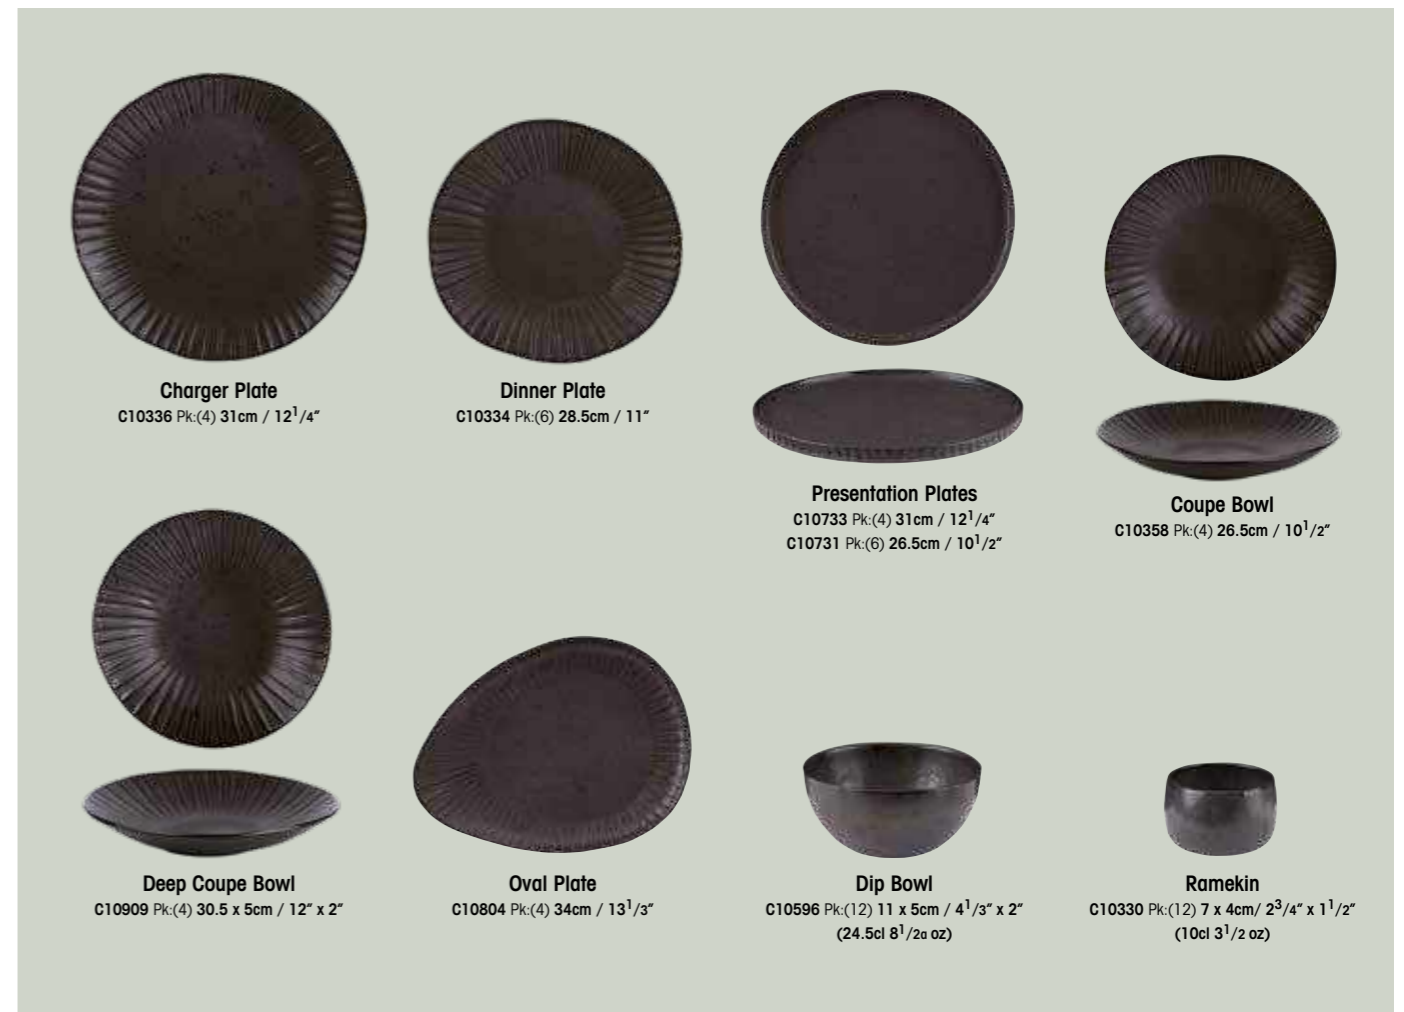 Charger Plate
C10336 Pk:(4) 31cm / 12 1/4"
Dinner Plate
C10334 Pk:(6) 28.5cm / 11"
Presentation Plates
C10733 Pk:(4) 31cm / 12 1/4"
C10731 Pk:(6) 26.5cm / 10 1/2"
Coupe Bowl
C10358 Pk:(4) 26.5cm / 10 1/2"
Deep Coupe Bowl
C10909 Pk:(4) 30.5 x 5cm / 12" x 2"
Oval Plate
C10804 Pk:(4) 34cm / 13 1/3"
Dip Bowl
C10596 Pk:(12) 11 x 5cm / 4 1/3" x 2"
(24.5cl 8 1/2a oz)
Ramekin
C10330 Pk:(12) 7 x 4cm/ 2 3/4" x 1 1/2"
(10cl 3 1/2 oz)